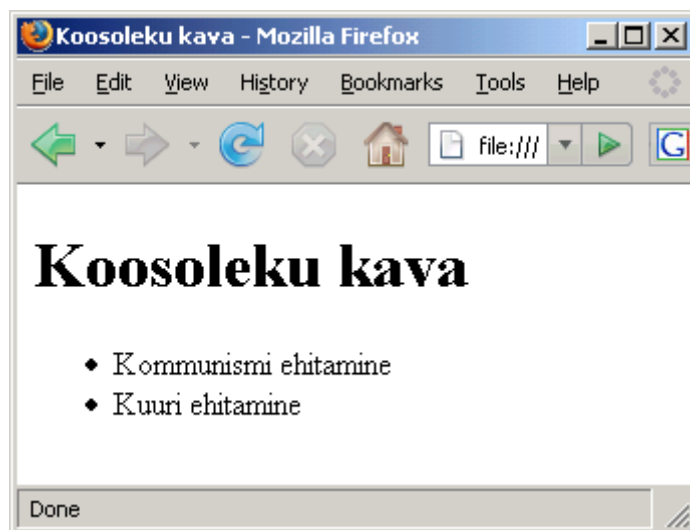 Koosoleku kava - Mozilla Firefox
File Edit View History Bookmarks Tools Help
file:/// G
Koosoleku kava
Kommunismi ehitamine
Kuuri ehitamine
Done